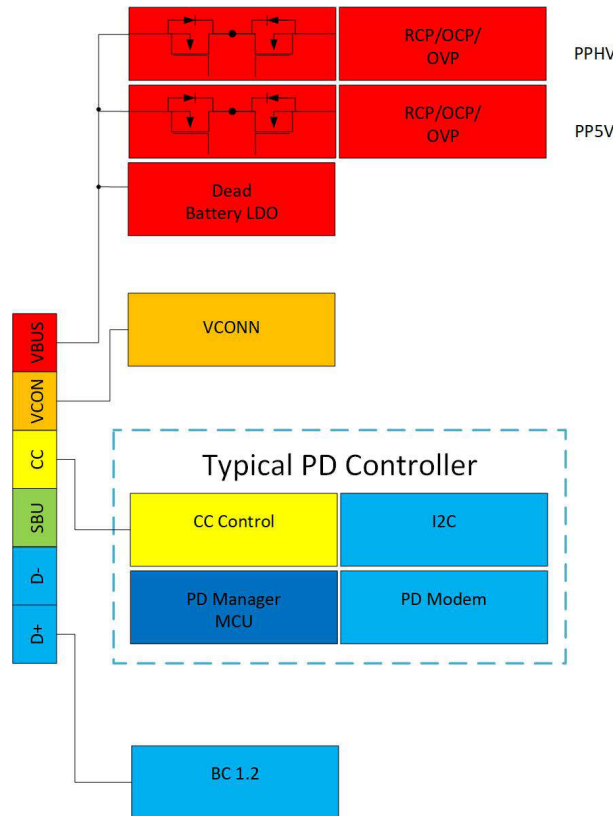 RCP/OCP/
OVP
PPHV
RCP/OCP/
OVP
PP5V
Dead
Battery LDO
VCONN
VBUS
VCON
CC
SBU
D-
D+
Typical PD Controller
CC Control
I2C
PD Manager
MCU
PD Modem
BC 1.2